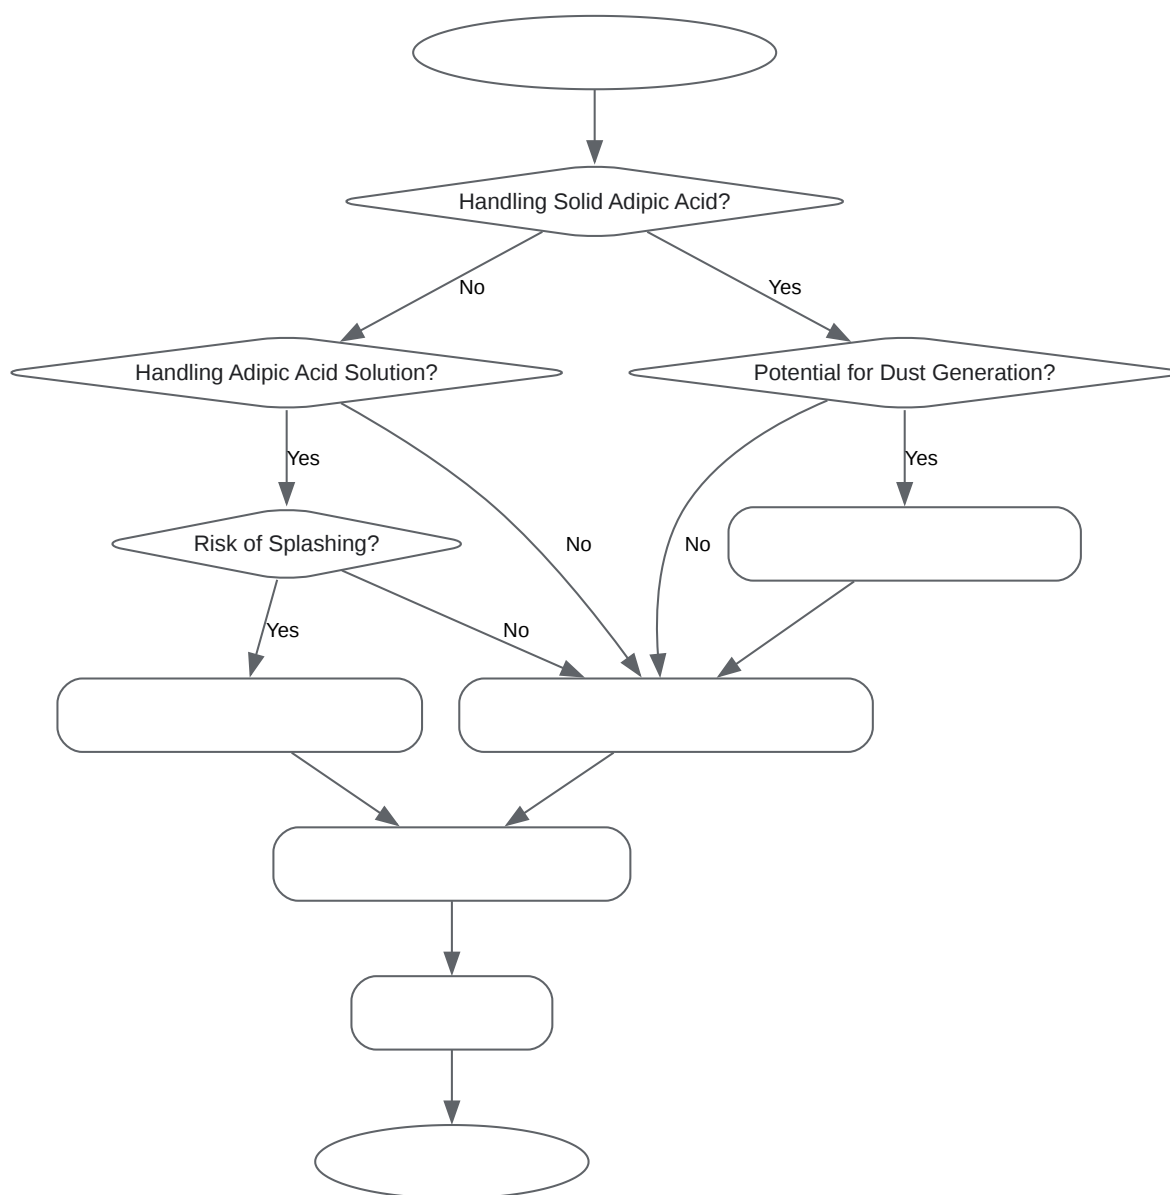 Handling Solid Adipic Acid?
No
Yes
Handling Adipic Acid Solution?
Potential for Dust Generation?
Yes
Yes
Risk of Splashing?
No
No
Yes
No